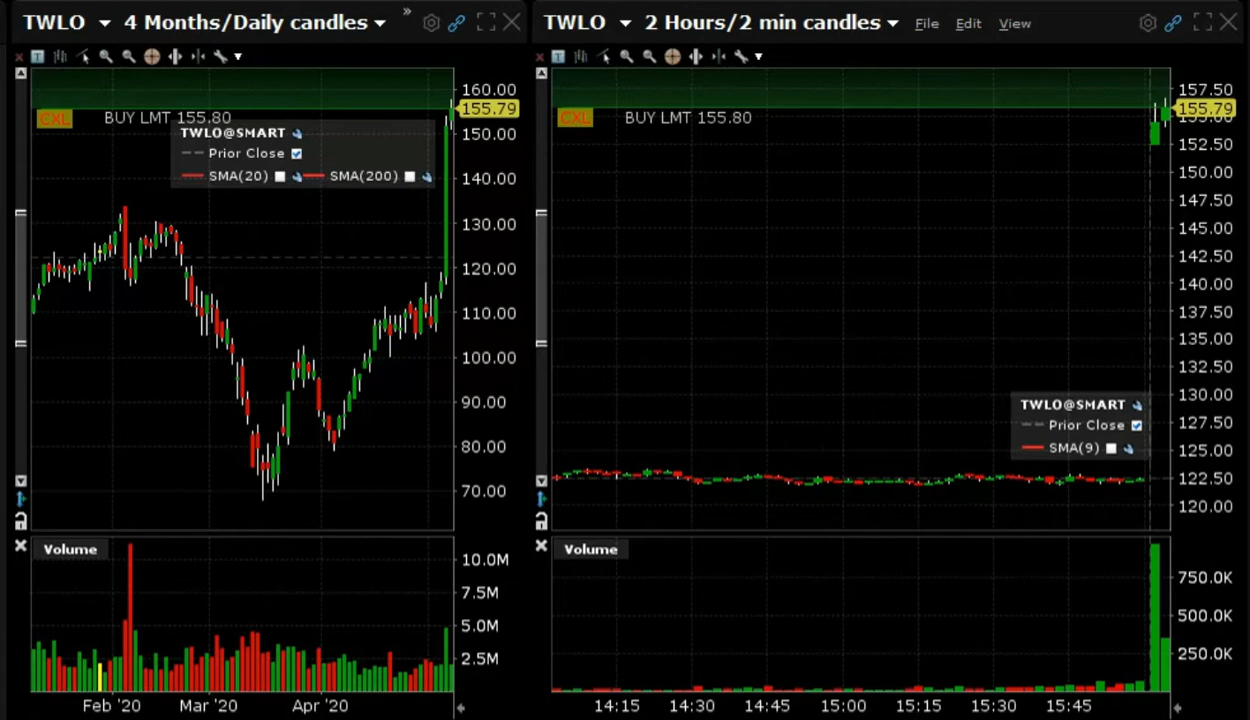 TWLO 4 Months/Daily candles »
160.00
155.79
150.00
140.00
130.00
120.00
110.00
100.00
90.00
80.00
70.00
CXL BUY LMT 155.80
TWLO@SMART
Prior Close
SMA(20) SMA(200)
Volume
10.0M
7.5M
5.0M
2.5M
Feb '20 Mar '20 Apr '20
TWLO 2 Hours/2 min candles File Edit View
157.50
155.79
155.00
152.50
150.00
147.50
145.00
142.50
140.00
137.50
135.00
132.50
130.00
127.50
125.00
122.50
120.00
CXL BUY LMT 155.80
TWLO@SMART
Prior Close
SMA(9)
Volume
750.0K
500.0K
250.0K
14:15 14:30 14:45 15:00 15:15 15:30 15:45